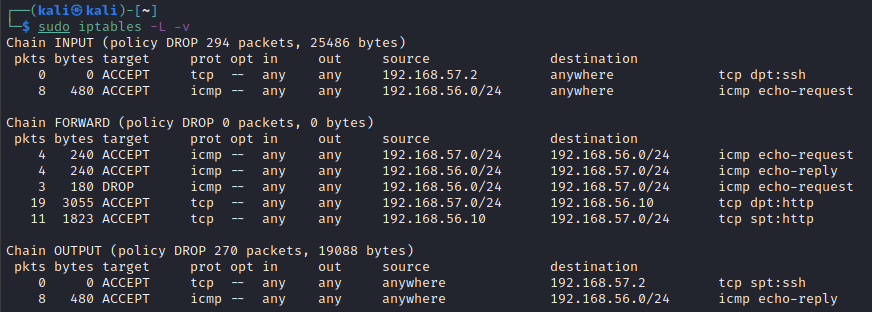 ┌──(kali㉿kali)-[~]
└─$ sudo iptables -L -v
Chain INPUT (policy DROP 294 packets, 25486 bytes)
 pkts bytes target     prot opt in     out     source               destination
    0     0 ACCEPT     tcp  --  any    any     192.168.57.2         anywhere             tcp dpt:ssh
    8   480 ACCEPT     icmp --  any    any     192.168.56.0/24      anywhere             icmp echo-request

Chain FORWARD (policy DROP 0 packets, 0 bytes)
 pkts bytes target     prot opt in     out     source               destination
    4   240 ACCEPT     icmp --  any    any     192.168.57.0/24      192.168.56.0/24      icmp echo-request
    4   240 ACCEPT     icmp --  any    any     192.168.57.0/24      192.168.56.0/24      icmp echo-reply
    3   180 DROP       icmp --  any    any     192.168.56.0/24      192.168.57.0/24      icmp echo-request
   19  3055 ACCEPT     tcp  --  any    any     192.168.57.0/24      192.168.56.10        tcp dpt:http
   11  1823 ACCEPT     tcp  --  any    any     192.168.56.10        192.168.57.0/24      tcp spt:http

Chain OUTPUT (policy DROP 270 packets, 19088 bytes)
 pkts bytes target     prot opt in     out     source               destination
    0     0 ACCEPT     tcp  --  any    any     anywhere             192.168.57.2         tcp spt:ssh
    8   480 ACCEPT     icmp --  any    any     anywhere             192.168.56.0/24      icmp echo-reply